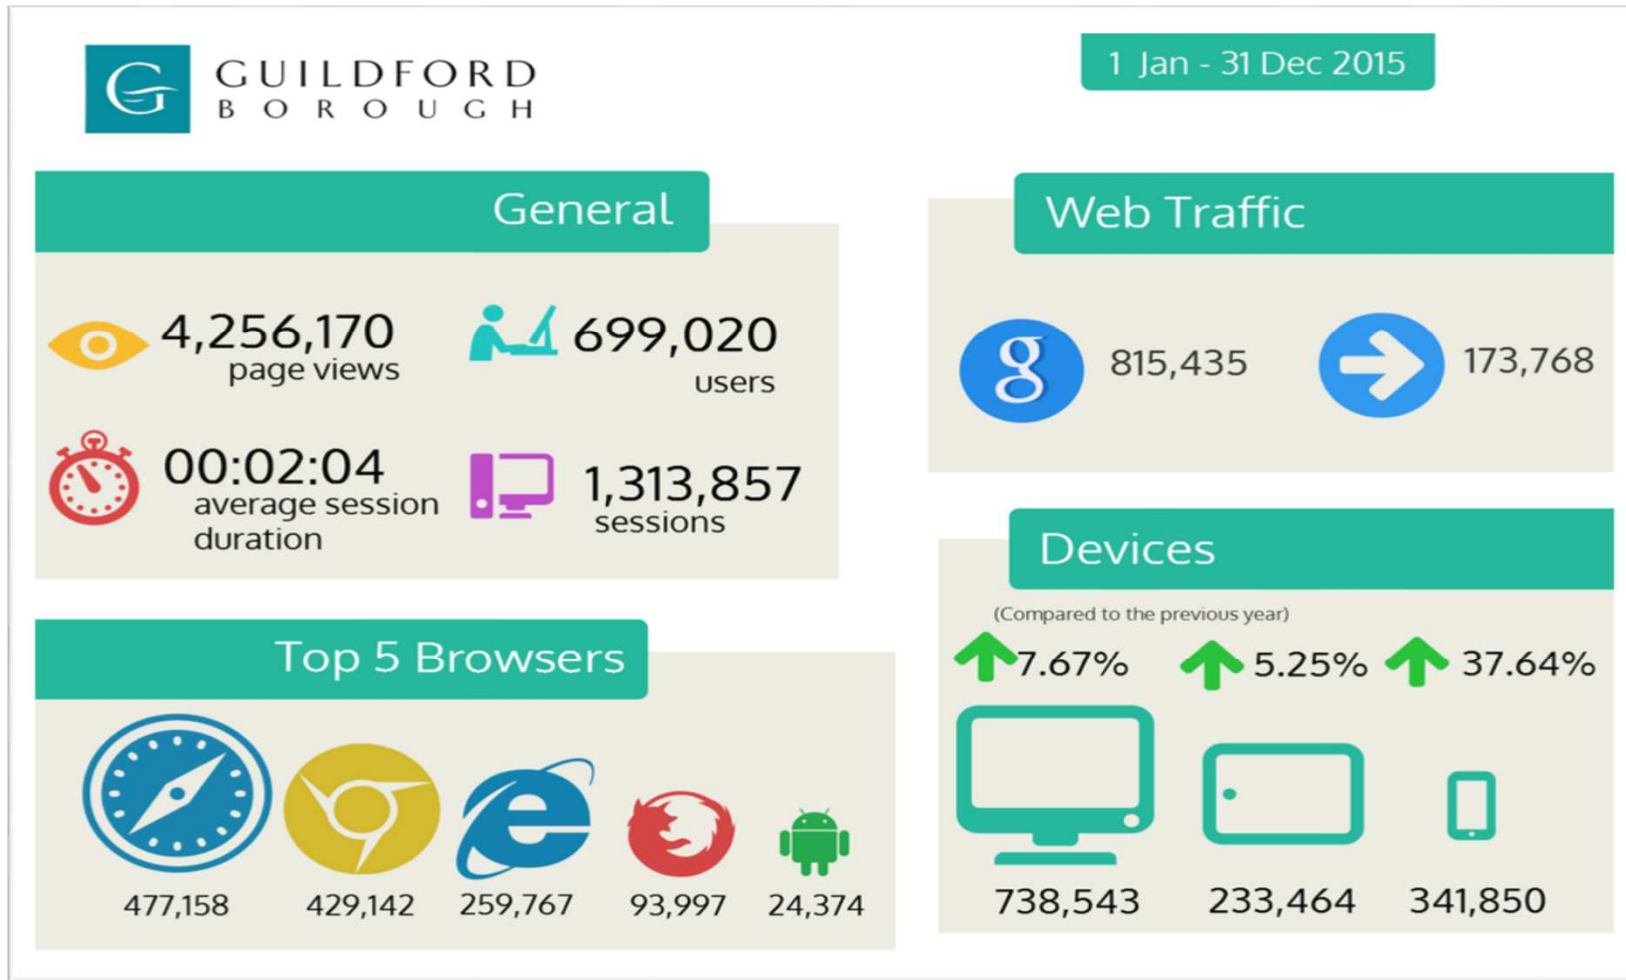 GUILDFORD
BOROUGH
1 Jan - 31 Dec 2015
General
4,256,170
page views
699,020
users
00:02:04
average session
duration
1,313,857
sessions
Web Traffic
g
815,435
173,768
Top 5 Browsers
477,158
429,142
259,767
93,997
24,374
Devices
(Compared to the previous year)
7.67%
5.25%
37.64%
738,543
233,464
341,850